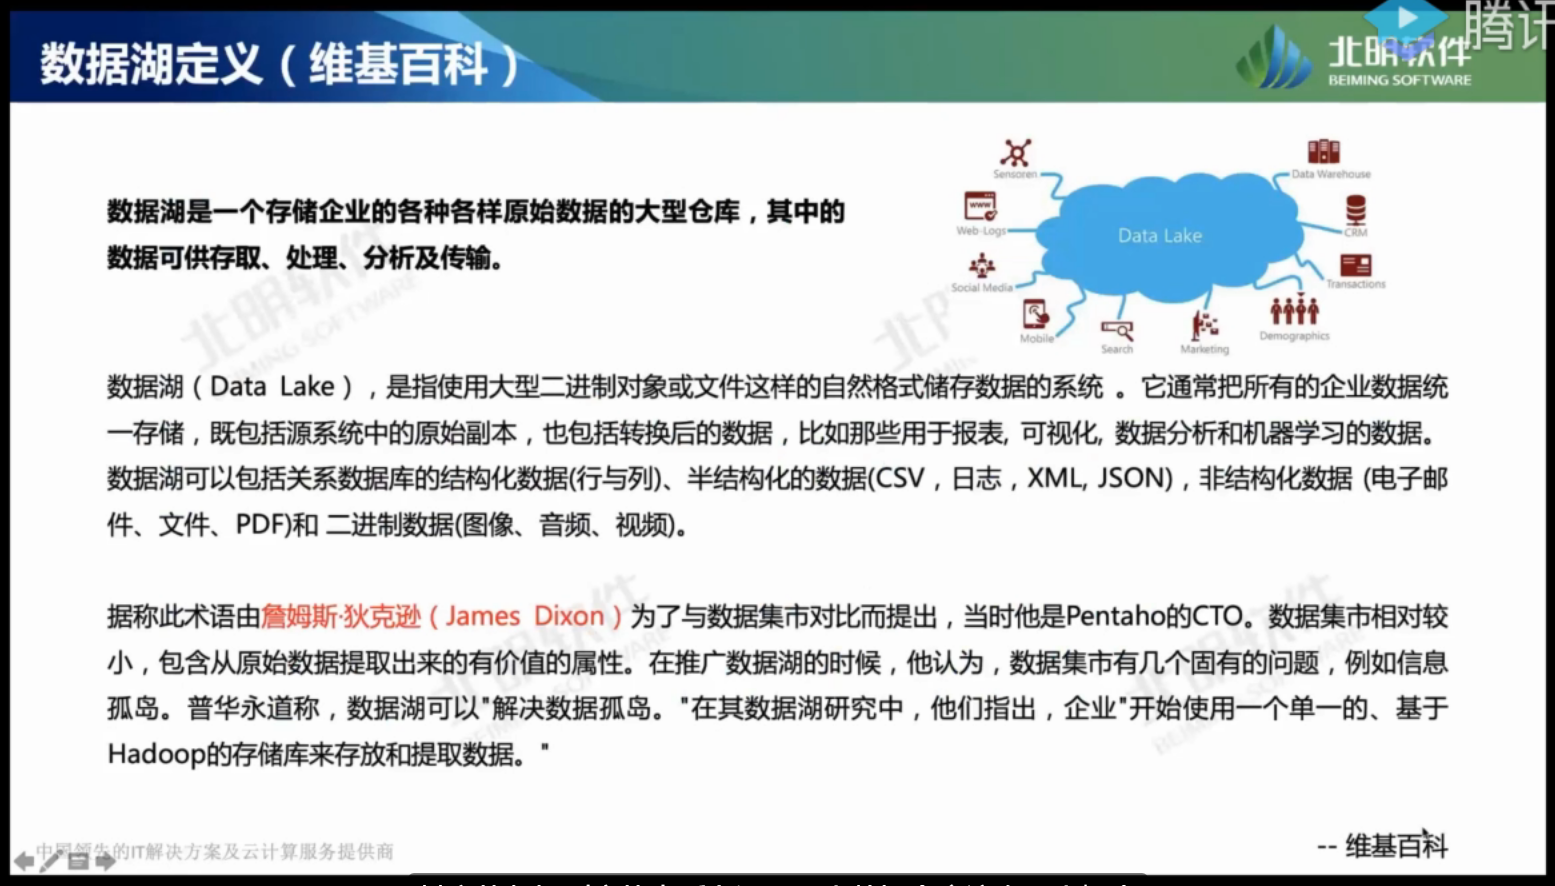 数据湖定义（维基百科）
腾讯
北明软件
BEIMING SOFTWARE
数据湖是一个存储企业的各种各样原始数据的大型仓库，其中的
数据可供存取、处理、分析及传输。
Sensoren
Data Warehouse
Web-Logs
Data Lake
CRM
Social Media
Transactions
Mobile
Search
Marketing
Demographics
数据湖（Data Lake），是指使用大型二进制对象或文件这样的自然格式储存数据的系统 。它通常把所有的企业数据统
一存储，既包括源系统中的原始副本，也包括转换后的数据，比如那些用于报表, 可视化, 数据分析和机器学习的数据。
数据湖可以包括关系数据库的结构化数据(行与列)、半结构化的数据(CSV，日志，XML, JSON)，非结构化数据 (电子邮
件、文件、PDF)和 二进制数据(图像、音频、视频)。
据称此术语由詹姆斯·狄克逊（James Dixon）为了与数据集市对比而提出，当时他是Pentaho的CTO。数据集市相对较
小，包含从原始数据提取出来的有价值的属性。在推广数据湖的时候，他认为，数据集市有几个固有的问题，例如信息
孤岛。普华永道称，数据湖可以"解决数据孤岛。"在其数据湖研究中，他们指出，企业"开始使用一个单一的、基于
Hadoop的存储库来存放和提取数据。"
-- 维基百科
中国领先的IT解决方案及云计算服务提供商